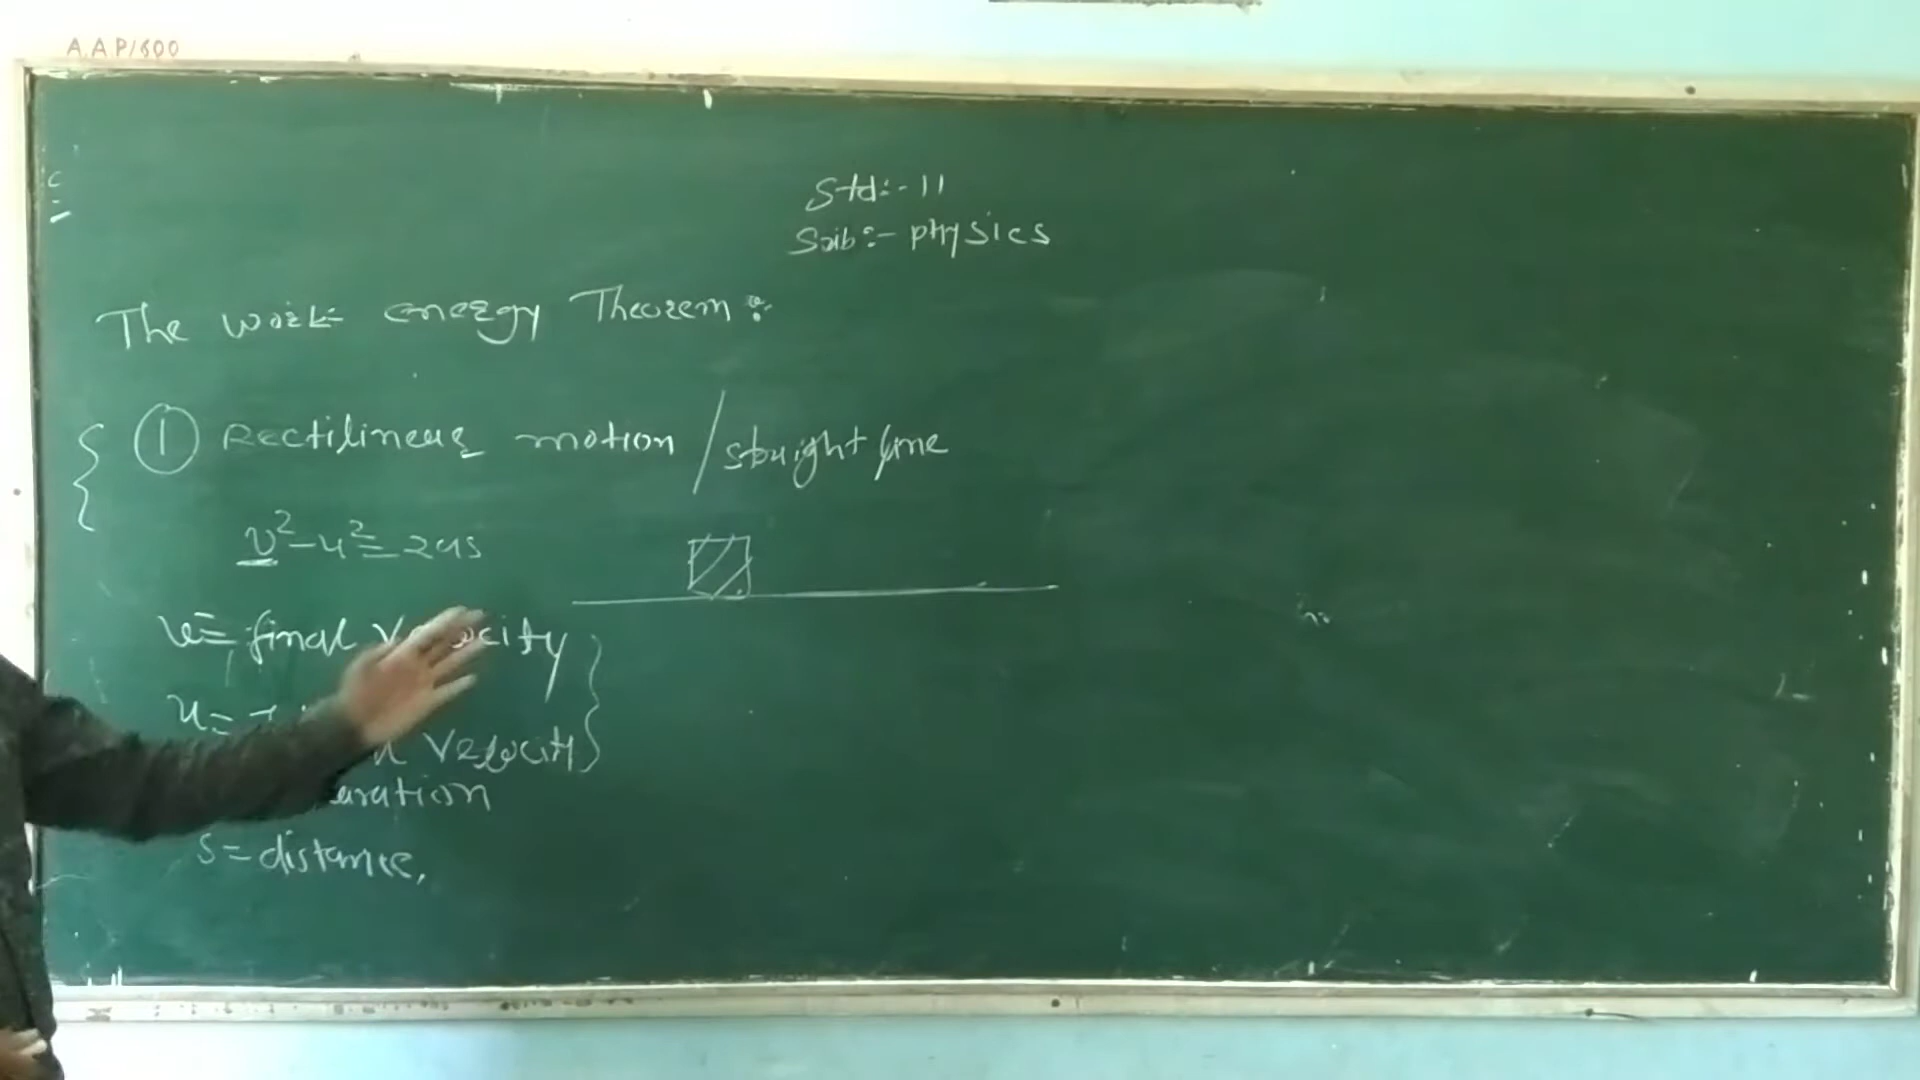 A.A.P/600
Std:- 11
Sub:- physics
The work energy Theorem:
① Rectilinear motion / straight line
v²-u²=2as
v= final velocity
u= velocity
s=distance,